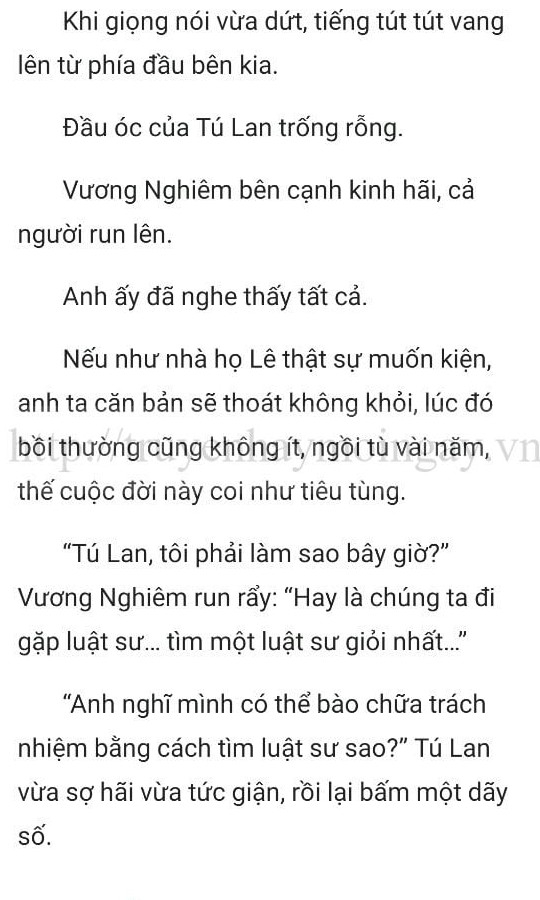 Khi giọng nói vừa dứt, tiếng tút tút vang
lên từ phía đầu bên kia.
Đầu óc của Tú Lan trống rỗng.
Vương Nghiêm bên cạnh kinh hãi, cả
người run lên.
Anh ấy đã nghe thấy tất cả.
Nếu như nhà họ Lê thật sự muốn kiện,
anh ta căn bản sẽ thoát không khỏi, lúc đó
bồi thường cũng không ít, ngồi tù vài năm,
http://truyenhaymoingay.vn
thế cuộc đời này coi như tiêu tùng.
“Tú Lan, tôi phải làm sao bây giờ?”
Vương Nghiêm run rẩy: “Hay là chúng ta đi
gặp luật sư... tìm một luật sư giỏi nhất...”
“Anh nghĩ mình có thể bào chữa trách
nhiệm bằng cách tìm luật sư sao?” Tú Lan
vừa sợ hãi vừa tức giận, rồi lại bấm một dãy
số.